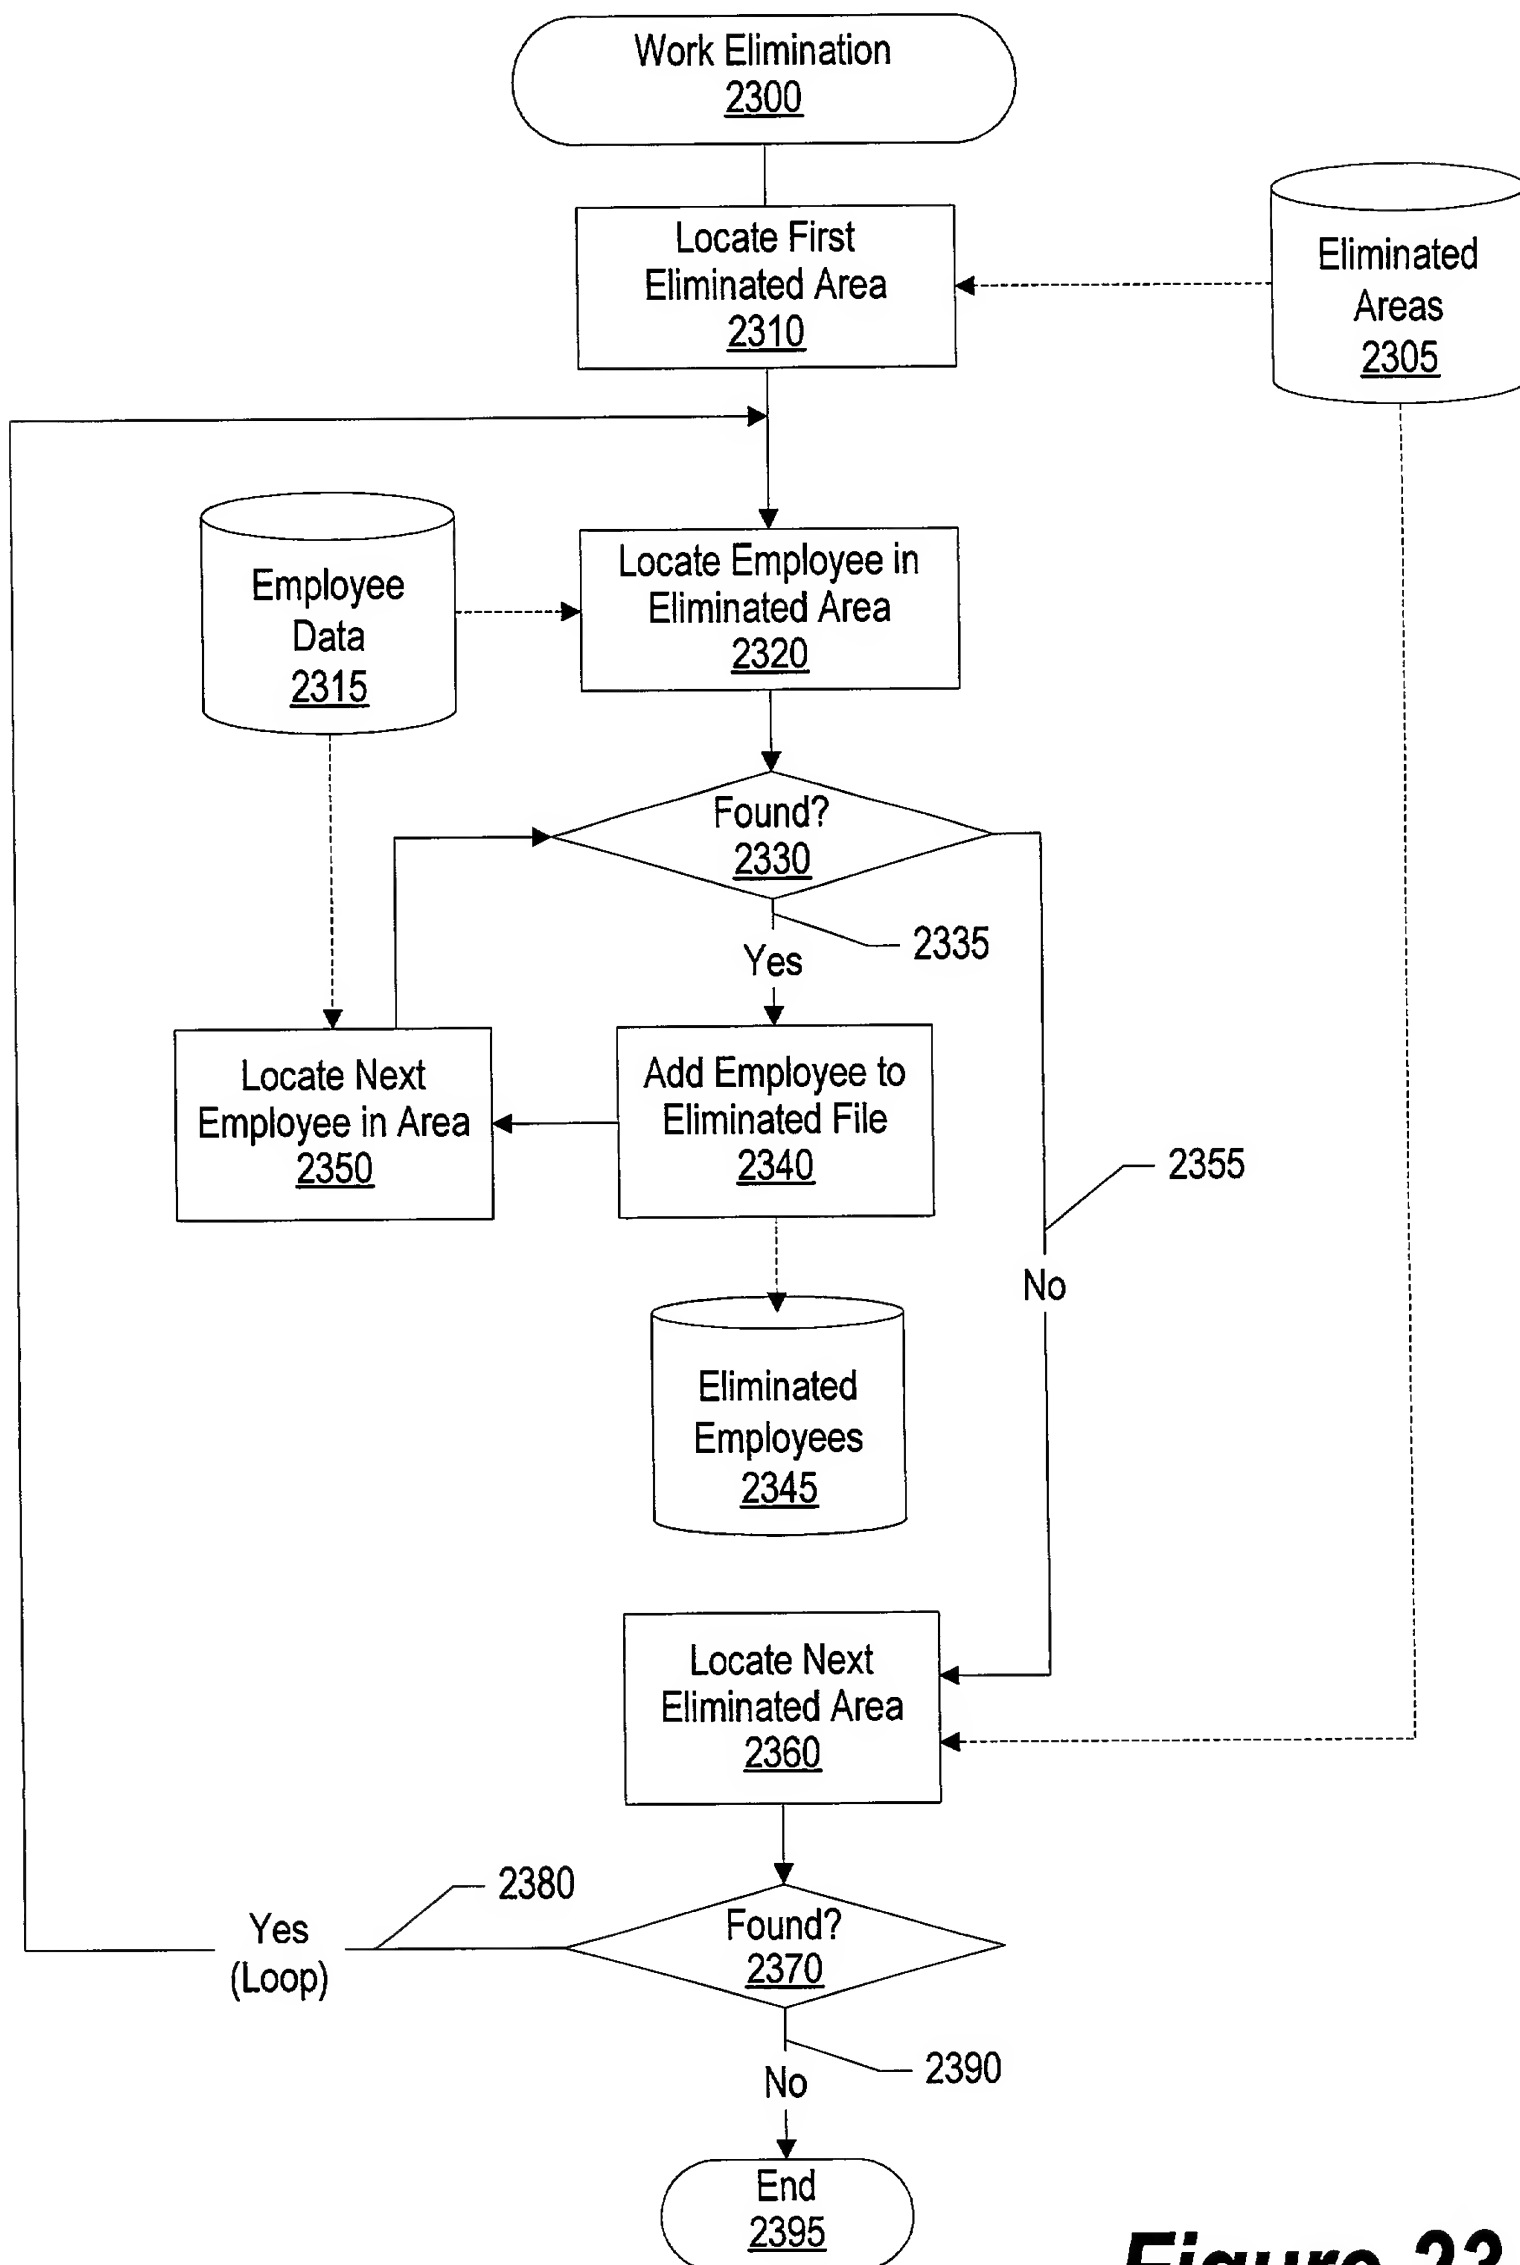 Work Elimination
2300
Locate First
Eliminated Area
2310
Eliminated
Areas
2305
Employee
Data
2315
Locate Employee in
Eliminated Area
2320
Found?
2330
2335
Yes
Locate Next
Employee in Area
2350
Add Employee to
Eliminated File
2340
2355
No
Eliminated
Employees
2345
Locate Next
Eliminated Area
2360
2380
Yes
(Loop)
Found?
2370
2390
No
End
2395
Figure 23